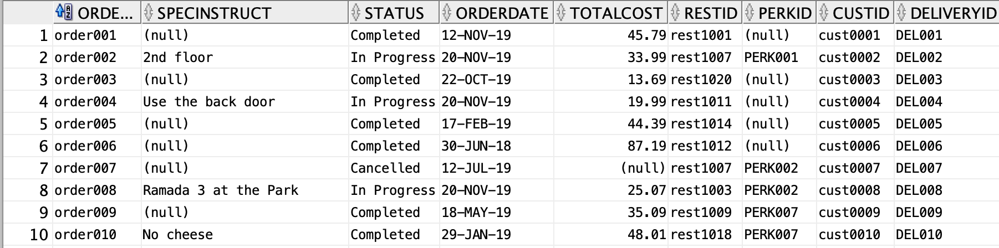 ORDE... SPECINSTRUCT STATUS ORDERDATE TOTALCOST RESTID PERKID CUSTID DELIVERYID
1 order001 (null) Completed 12-NOV-19 45.79 rest1001 (null) cust0001 DEL001
2 order002 2nd floor In Progress 20-NOV-19 33.99 rest1007 PERK001 cust0002 DEL002
3 order003 (null) Completed 22-OCT-19 13.69 rest1020 (null) cust0003 DEL003
4 order004 Use the back door In Progress 20-NOV-19 19.99 rest1011 (null) cust0004 DEL004
5 order005 (null) Completed 17-FEB-19 44.39 rest1014 (null) cust0005 DEL005
6 order006 (null) Completed 30-JUN-18 87.19 rest1012 (null) cust0006 DEL006
7 order007 (null) Cancelled 12-JUL-19 (null) rest1007 PERK002 cust0007 DEL007
8 order008 Ramada 3 at the Park In Progress 20-NOV-19 25.07 rest1003 PERK002 cust0008 DEL008
9 order009 (null) Completed 18-MAY-19 35.09 rest1009 PERK007 cust0009 DEL009
10 order010 No cheese Completed 29-JAN-19 48.01 rest1018 PERK007 cust0010 DEL010